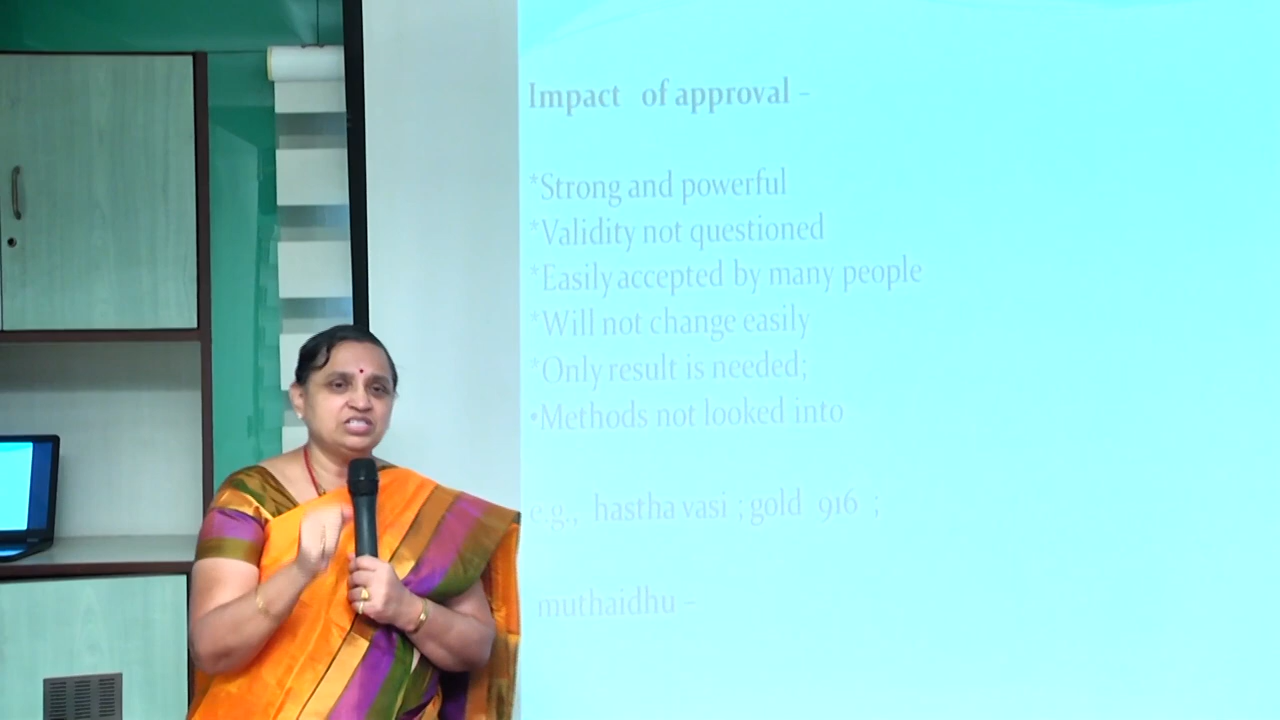 Impact of approval –
*Strong and powerful
*Validity not questioned
*Easily accepted by many people
*Will not change easily
*Only result is needed;
•Methods not looked into
e.g., hastha vasi ; gold 916 ;
muthaidhu –